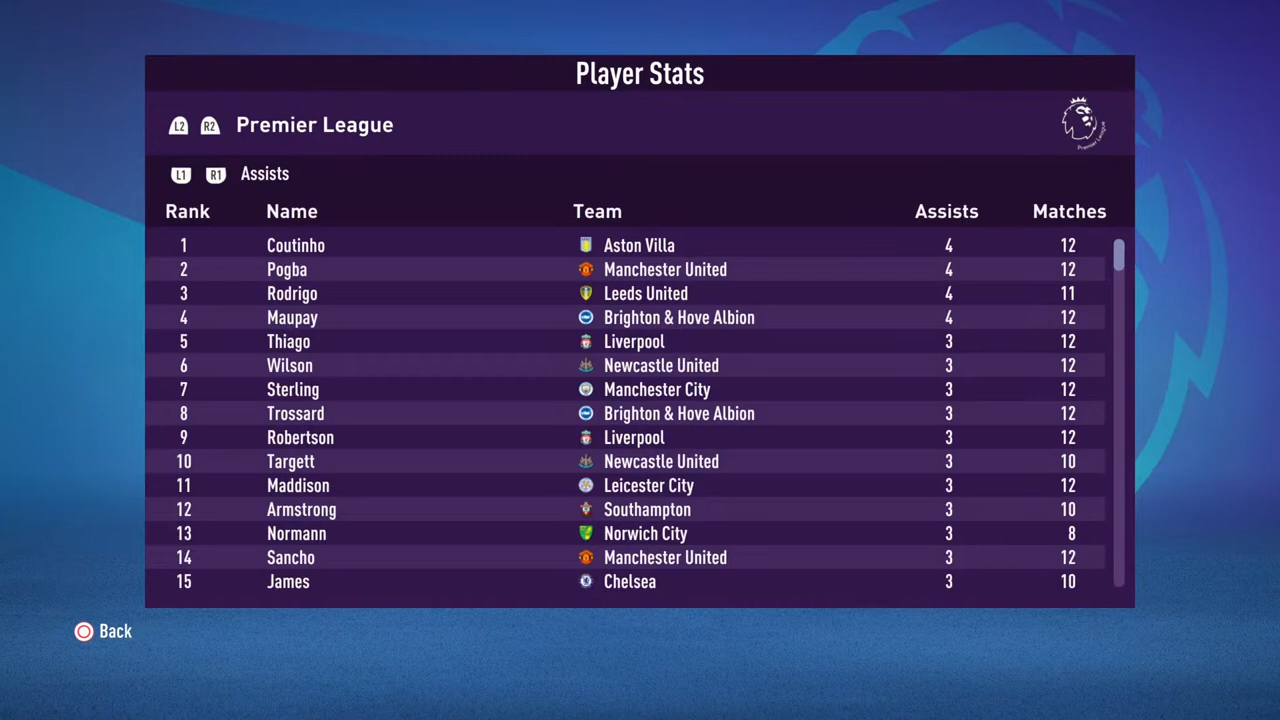 Player Stats
L2 R2 Premier League
Premier League
L1 R1 Assists
Rank Name Team Assists Matches
1 Coutinho Aston Villa 4 12
2 Pogba Manchester United 4 12
3 Rodrigo Leeds United 4 11
4 Maupay Brighton & Hove Albion 4 12
5 Thiago Liverpool 3 12
6 Wilson Newcastle United 3 12
7 Sterling Manchester City 3 12
8 Trossard Brighton & Hove Albion 3 12
9 Robertson Liverpool 3 12
10 Targett Newcastle United 3 10
11 Maddison Leicester City 3 12
12 Armstrong Southampton 3 10
13 Normann Norwich City 3 8
14 Sancho Manchester United 3 12
15 James Chelsea 3 10
Back